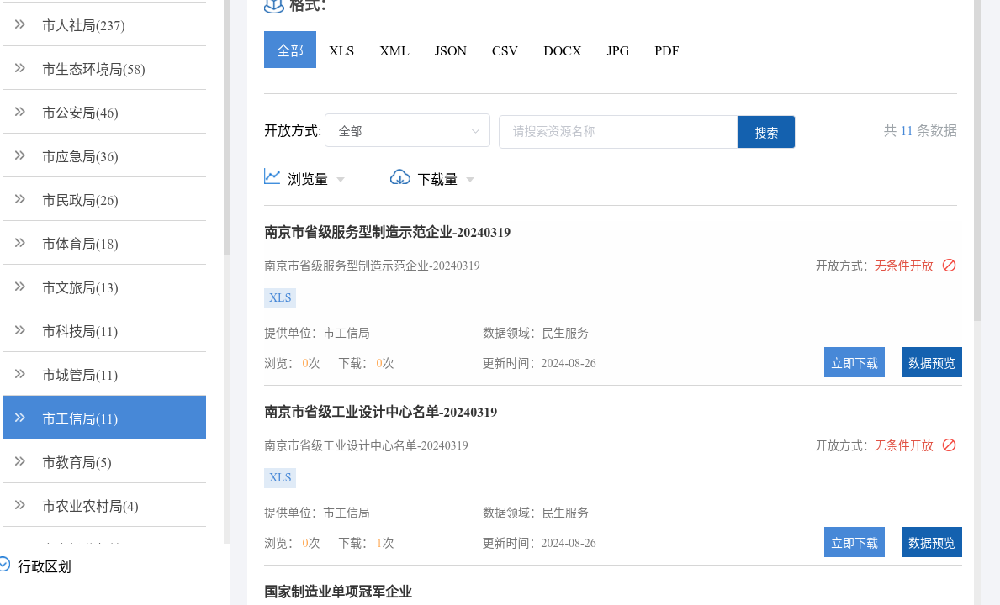 市人社局(237)
市生态环境局(58)
市公安局(46)
市应急局(36)
市民政局(26)
市体育局(18)
市文旅局(13)
市科技局(11)
市城管局(11)
市工信局(11)
市教育局(5)
市农业农村局(4)
行政区划
格式：
全部 XLS XML JSON CSV DOCX JPG PDF
开放方式: 全部 请搜索资源名称 搜索 共 11 条数据
浏览量 下载量
南京市省级服务型制造示范企业-20240319
南京市省级服务型制造示范企业-20240319 开放方式：无条件开放
XLS
提供单位：市工信局 数据领域：民生服务
浏览： 0次 下载： 0次 更新时间：2024-08-26 立即下载 数据预览
南京市省级工业设计中心名单-20240319
南京市省级工业设计中心名单-20240319 开放方式：无条件开放
XLS
提供单位：市工信局 数据领域：民生服务
浏览： 0次 下载： 1次 更新时间：2024-08-26 立即下载 数据预览
国家制造业单项冠军企业